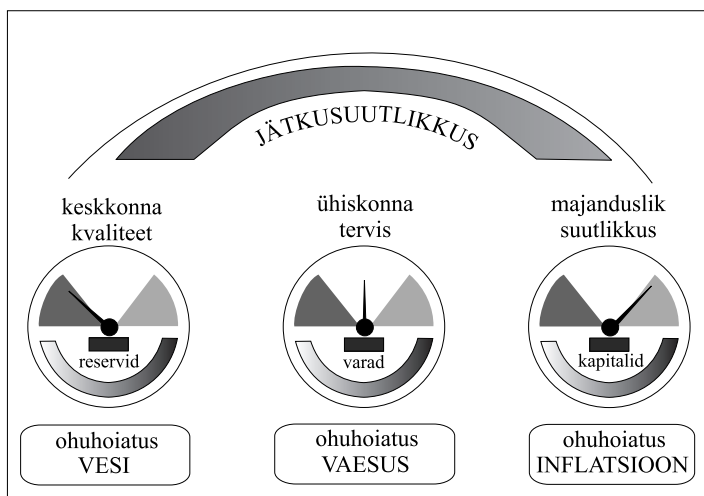 JÄTKUSUUTLIKKUS
keskkonna
kvaliteet
ühiskonna
tervis
majanduslik
suutlikkus
reservid
varad
kapitalid
ohuhoiatus
VESI
ohuhoiatus
VAESUS
ohuhoiatus
INFLATSIOON